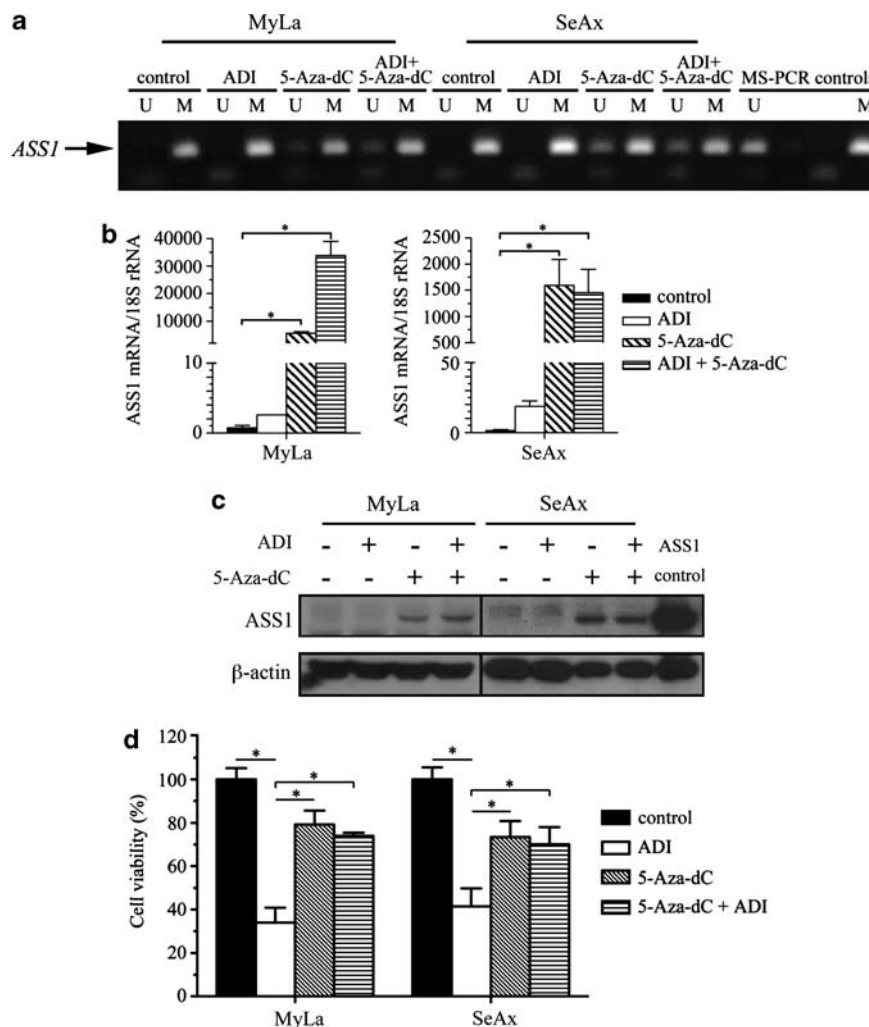 a
MyLa SeAx
control ADI 5-Aza-dC ADI+ 5-Aza-dC control ADI 5-Aza-dC ADI+ 5-Aza-dC MS-PCR controls
U M U M U M U M U M U M U M U M U M
ASS1
b
ASS1 mRNA/18S rRNA
40000
30000
20000
10000
10
0
MyLa
ASS1 mRNA/18S rRNA
2500
2000
1500
1000
500
50
25
0
SeAx
* * * *
control
ADI
5-Aza-dC
ADI + 5-Aza-dC
c
MyLa SeAx
ADI - + - + - + - + ASS1
5-Aza-dC - - + + - - + + control
ASS1
β-actin
d
Cell viability (%)
120
100
80
60
40
20
0
* * * * * *
MyLa SeAx
control
ADI
5-Aza-dC
5-Aza-dC + ADI